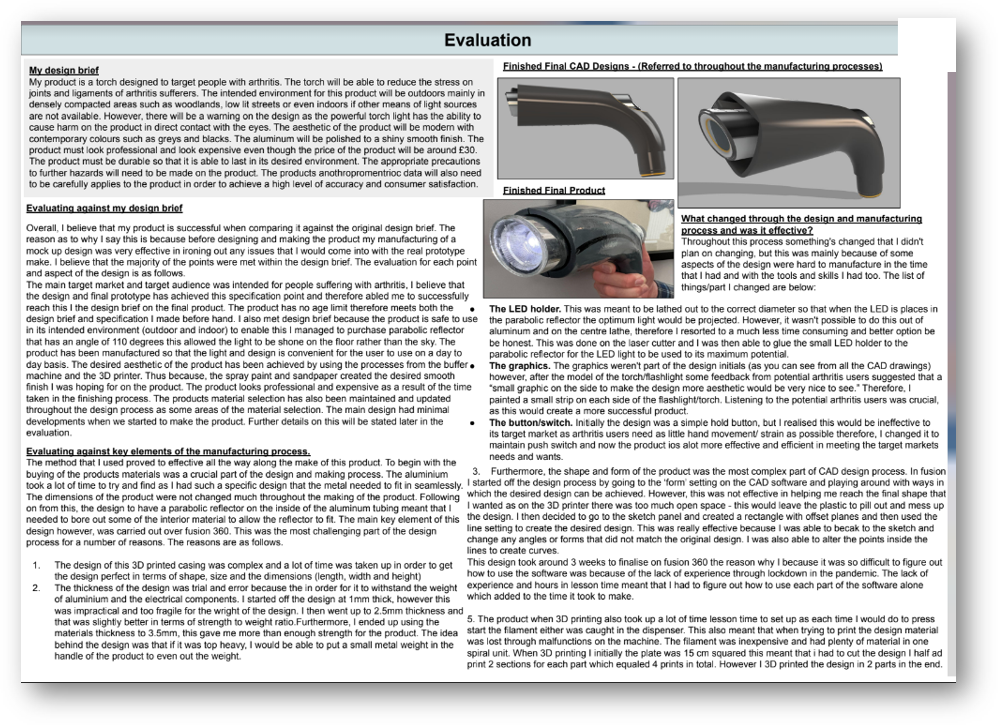 Evaluation
My design brief
My product is a torch designed to target people with arthritis. The torch will be able to reduce the stress on
joints and ligaments of arthritis sufferers. The intended environment for this product will be outdoors mainly in
densely compacted areas such as woodlands, low lit streets or even indoors if other means of light sources
are not available. However, there will be a warning on the design as the powerful torch light has the ability to
cause harm on the product in direct contact with the eyes. The aesthetic of the product will be modern with
contemporary colours such as greys and blacks. The aluminum will be polished to a shiny smooth finish. The
product must look professional and look expensive even though the price of the product will be around £30.
The product must be durable so that it is able to last in its desired environment. The appropriate precautions
to further hazards will need to be made on the product. The products anothropromentrioc data will also need
to be carefully applies to the product in order to achieve a high level of accuracy and consumer satisfaction.
Evaluating against my design brief
Overall, I believe that my product is successful when comparing it against the original design brief. The
reason as to why I say this is because before designing and making the product my manufacturing of a
mock up design was very effective in ironing out any issues that I would come into with the real prototype
make. I believe that the majority of the points were met within the design brief. The evaluation for each point
and aspect of the design is as follows.
The main target market and target audience was intended for people suffering with arthritis, I believe that
the design and final prototype has achieved this specification point and therefore abled me to successfully
reach this I the design brief on the final product. The product has no age limit therefore meets both the
design brief and specification I made before hand. I also met design brief because the product is safe to use
in its intended environment (outdoor and indoor) to enable this I managed to purchase parabolic reflector
that has an angle of 110 degrees this allowed the light to be shone on the floor rather than the sky. The
product has been manufactured so that the light and design is convenient for the user to use on a day to
day basis. The desired aesthetic of the product has been achieved by using the processes from the buffer
machine and the 3D printer. Thus because, the spray paint and sandpaper created the desired smooth
finish I was hoping for on the product. The product looks professional and expensive as a result of the time
taken in the finishing process. The products material selection has also been maintained and updated
throughout the design process as some areas of the material selection. The main design had minimal
developments when we started to make the product. Further details on this will be stated later in the
evaluation.
Evaluating against key elements of the manufacturing process.
The method that I used proved to effective all the way along the make of this product. To begin with the
buying of the products materials was a crucial part of the design and making process. The aluminium
took a lot of time to try and find as I had such a specific design that the metal needed to fit in seamlessly.
The dimensions of the product were not changed much throughout the making of the product. Following
on from this, the design to have a parabolic reflector on the inside of the aluminum tubing meant that I
needed to bore out some of the interior material to allow the reflector to fit. The main key element of this
design however, was carried out over fusion 360. This was the most challenging part of the design
process for a number of reasons. The reasons are as follows.
1. The design of this 3D printed casing was complex and a lot of time was taken up in order to get
the design perfect in terms of shape, size and the dimensions (length, width and height)
2. The thickness of the design was trial and error because the in order for it to withstand the weight
of aluminium and the electrical components. I started off the design at 1mm thick, however this
was impractical and too fragile for the wright of the design. I then went up to 2.5mm thickness and
that was slightly better in terms of strength to weight ratio.Furthermore, I ended up using the
materials thickness to 3.5mm, this gave me more than enough strength for the product. The idea
behind the design was that if it was top heavy, I would be able to put a small metal weight in the
handle of the product to even out the weight.
Finished Final CAD Designs - (Referred to throughout the manufacturing processes)
Finished Final Product
What changed through the design and manufacturing
process and was it effective?
Throughout this process something's changed that I didn't
plan on changing, but this was mainly because of some
aspects of the design were hard to manufacture in the time
that I had and with the tools and skills I had too. The list of
things/part I changed are below:
• The LED holder. This was meant to be lathed out to the correct diameter so that when the LED is places in
the parabolic reflector the optimum light would be projected. However, it wasn't possible to do this out of
aluminum and on the centre lathe, therefore I resorted to a much less time consuming and better option be
be honest. This was done on the laser cutter and I was then able to glue the small LED holder to the
parabolic reflector for the LED light to be used to its maximum potential.
• The graphics. The graphics weren't part of the design initials (as you can see from all the CAD drawings)
however, after the model of the torch/flashlight some feedback from potential arthritis users suggested that a
"small graphic on the side to make the design more aesthetic would be very nice to see." Therefore, I
painted a small strip on each side of the flashlight/torch. Listening to the potential arthritis users was crucial,
as this would create a more successful product.
• The button/switch. Initially the design was a simple hold button, but I realised this would be ineffective to
its target market as arthritis users need as little hand movement/ strain as possible therefore, I changed it to
maintain push switch and now the product ios alot more effective and efficient in meeting the target markets
needs and wants.
3. Furthermore, the shape and form of the product was the most complex part of CAD design process. In fusion
I started off the design process by going to the 'form' setting on the CAD software and playing around with ways in
which the desired design can be achieved. However, this was not effective in helping me reach the final shape that
I wanted as on the 3D printer there was too much open space - this would leave the plastic to pill out and mess up
the design. I then decided to go to the sketch panel and created a rectangle with offset planes and then used the
line setting to create the desired design. This was really effective because I was able to becak to the sketch and
change any angles or forms that did not match the original design. I was also able to alter the points inside the
lines to create curves.
This design took around 3 weeks to finalise on fusion 360 the reason why I because it was so difficult to figure out
how to use the software was because of the lack of experience through lockdown in the pandemic. The lack of
experience and hours in lesson time meant that I had to figure out how to use each part of the software alone
which added to the time it took to make.
5. The product when 3D printing also took up a lot of time lesson time to set up as each time I would do to press
start the filament either was caught in the dispenser. This also meant that when trying to print the design material
was lost through malfunctions on the machine. The filament was inexpensive and had plenty of material in one
spiral unit. When 3D printing I initially the plate was 15 cm squared this meant that i had to cut the design I half ad
print 2 sections for each part which equaled 4 prints in total. However I 3D printed the design in 2 parts in the end.